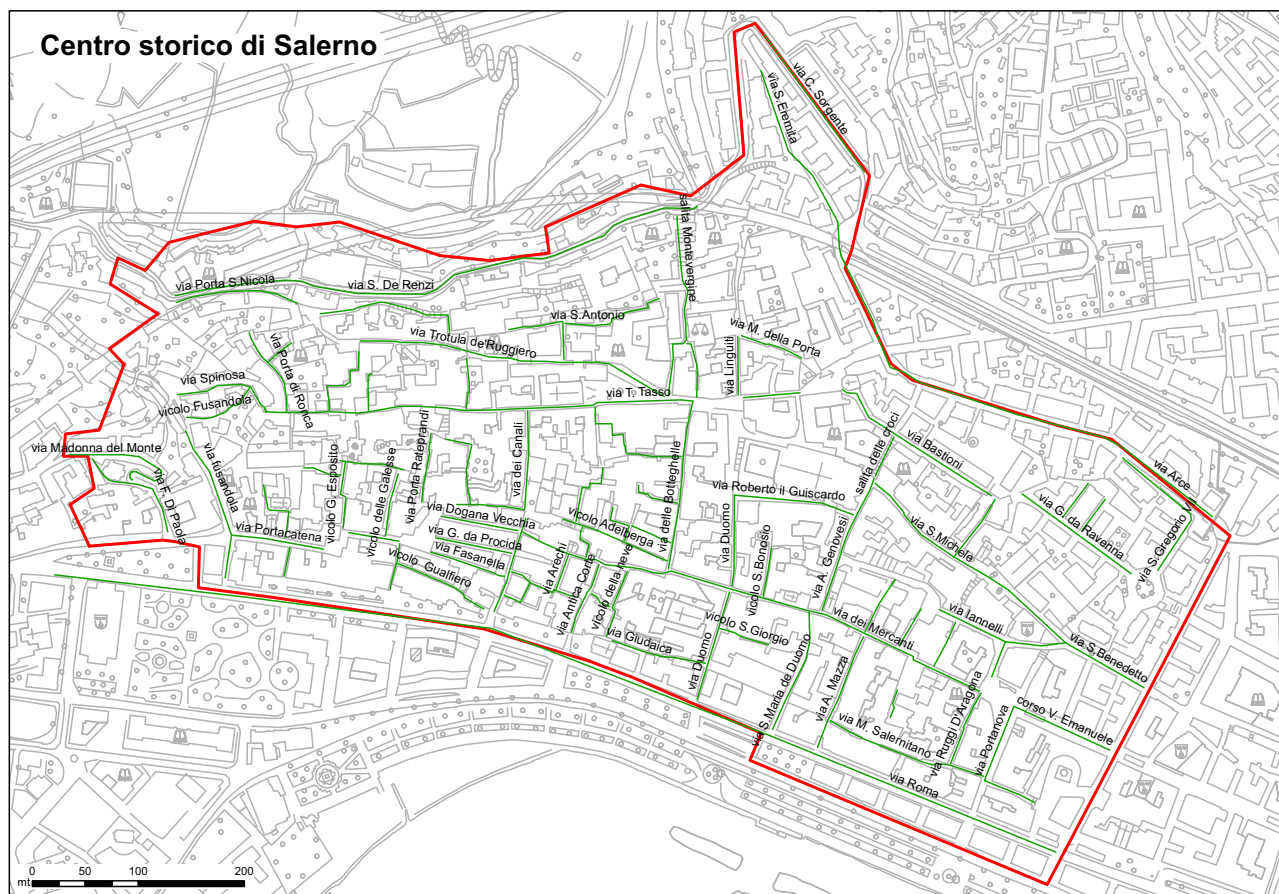 Centro storico di Salerno
via C. Sorgente
via S.Eremita
salita Montevergine
via Porta S.Nicola
via S. De Renzi
via S.Antonio
via Trotula de'Ruggiero
via M. della Porta
via Linguiti
via Porta di Ronca
via Spinosa
vicolo Fusandola
via T. Tasso
via Madonna del Monte
via fusandola
via F. Di Paola
vicolo G. Esposito
vicolo delle Galesse
via Porta Rateprandi
via dei Canali
via delle Botteghelle
salita delle croci
via Bastioni
via Arce
via Roberto il Guiscardo
via Portacatena
via Dogana Vecchia
via G. da Procida
via Fasanella
vicolo Gualfiero
vicolo Adelberga
via Arechi
via Antica Corte
vicolo della neve
via Duomo
vicolo S.Bonosio
via A. Genovesi
via S.Michele
via G. da Ravenna
via S.Gregorio VII
via Giudaica
vicolo S.Giorgio
via dei Mercanti
via Iannelli
via S.Benedetto
via Duomo
via S.Maria de Duomo
via A. Mazza
via M. Salernitano
via Ruggi D'Aragona
via Portanova
corso V. Emanuele
via Roma
0 50 100 200
mt